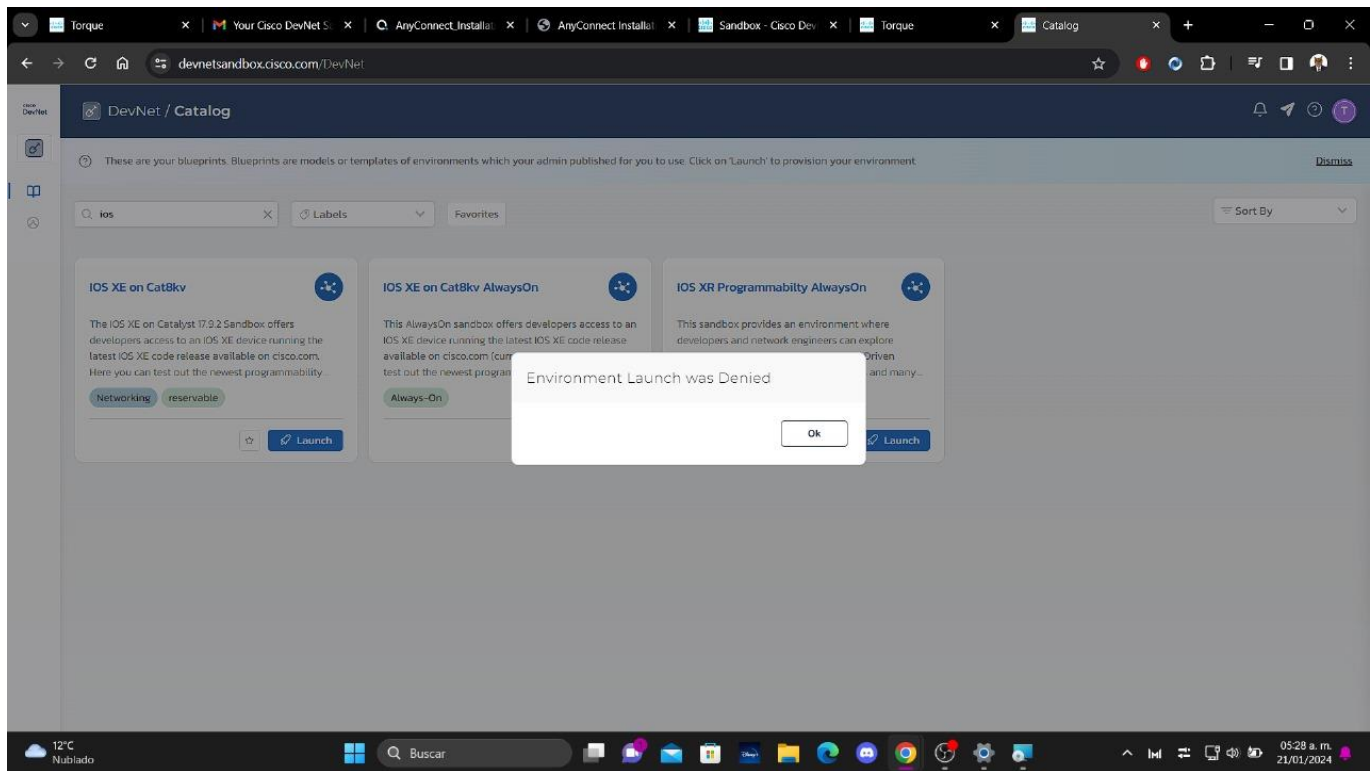 Torque
Your Cisco DevNet S
AnyConnect_Installat
AnyConnect Installat
Sandbox - Cisco Dev
Torque
Catalog
devnetsandbox.cisco.com/DevNet
CISCO
DevNet
DevNet / Catalog
T
These are your blueprints. Blueprints are models or templates of environments which your admin published for you to use. Click on 'Launch' to provision your environment
Dismiss
ios
Labels
Favorites
Sort By
IOS XE on Cat8kv
IOS XE on Cat8kv AlwaysOn
IOS XR Programmabilty AlwaysOn
The IOS XE on Catalyst 17.9.2 Sandbox offers
developers access to an IOS XE device running the
latest IOS XE code release available on cisco.com.
Here you can test out the newest programmability...
This AlwaysOn sandbox offers developers access to an
IOS XE device running the latest IOS XE code release
available on cisco.com (curr
test out the newest program
This sandbox provides an environment where
developers and network engineers can explore
Driven
and many...
Networking
reservable
Always-On
Launch
Launch
Environment Launch was Denied
Ok
12°C
Nublado
Buscar
05:28 a. m.
21/01/2024